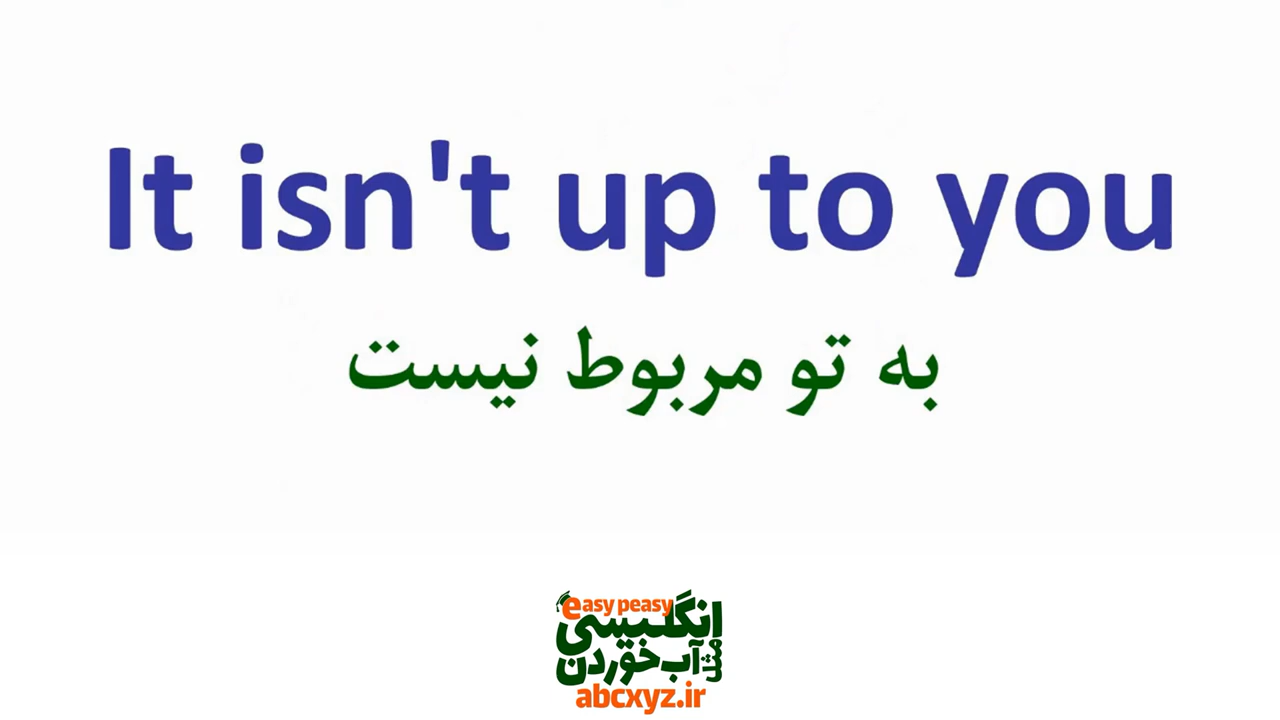 It isn't up to you
به تو مربوط نیست
easy peasy
انگلیسی
مثل آب خوردن
abcxyz.ir